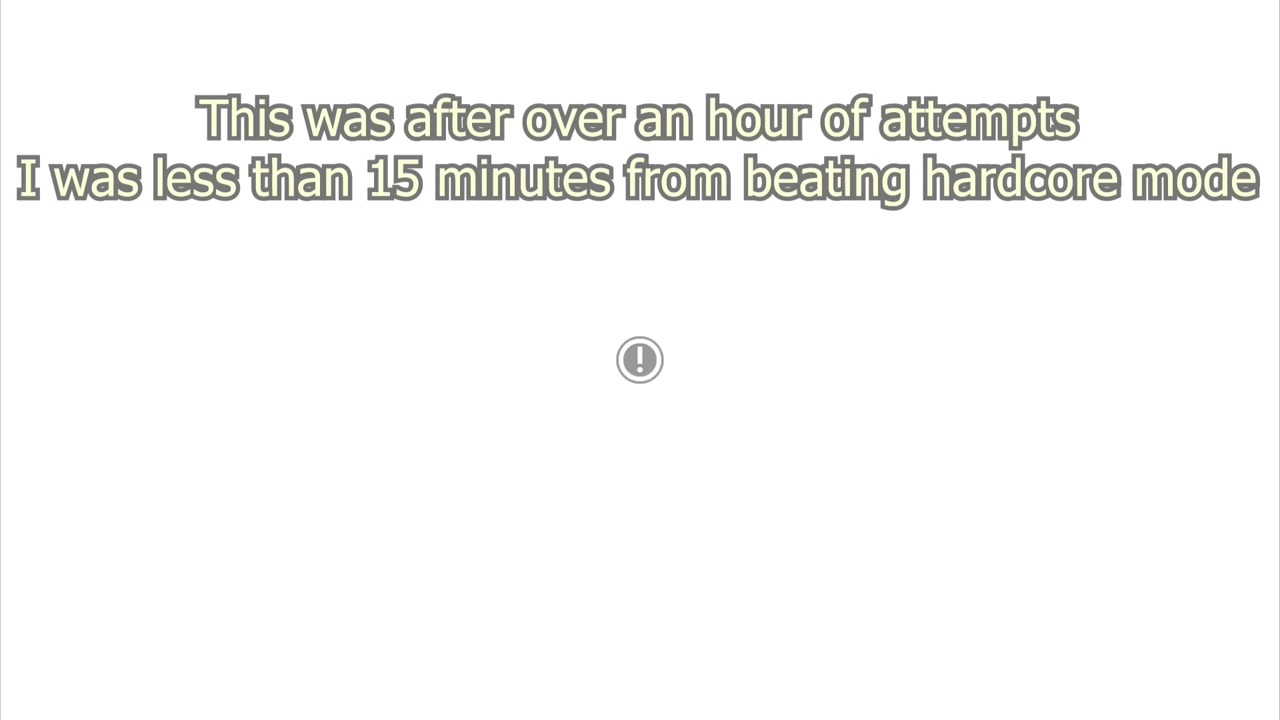 This was after over an hour of attempts
I was less than 15 minutes from beating hardcore mode